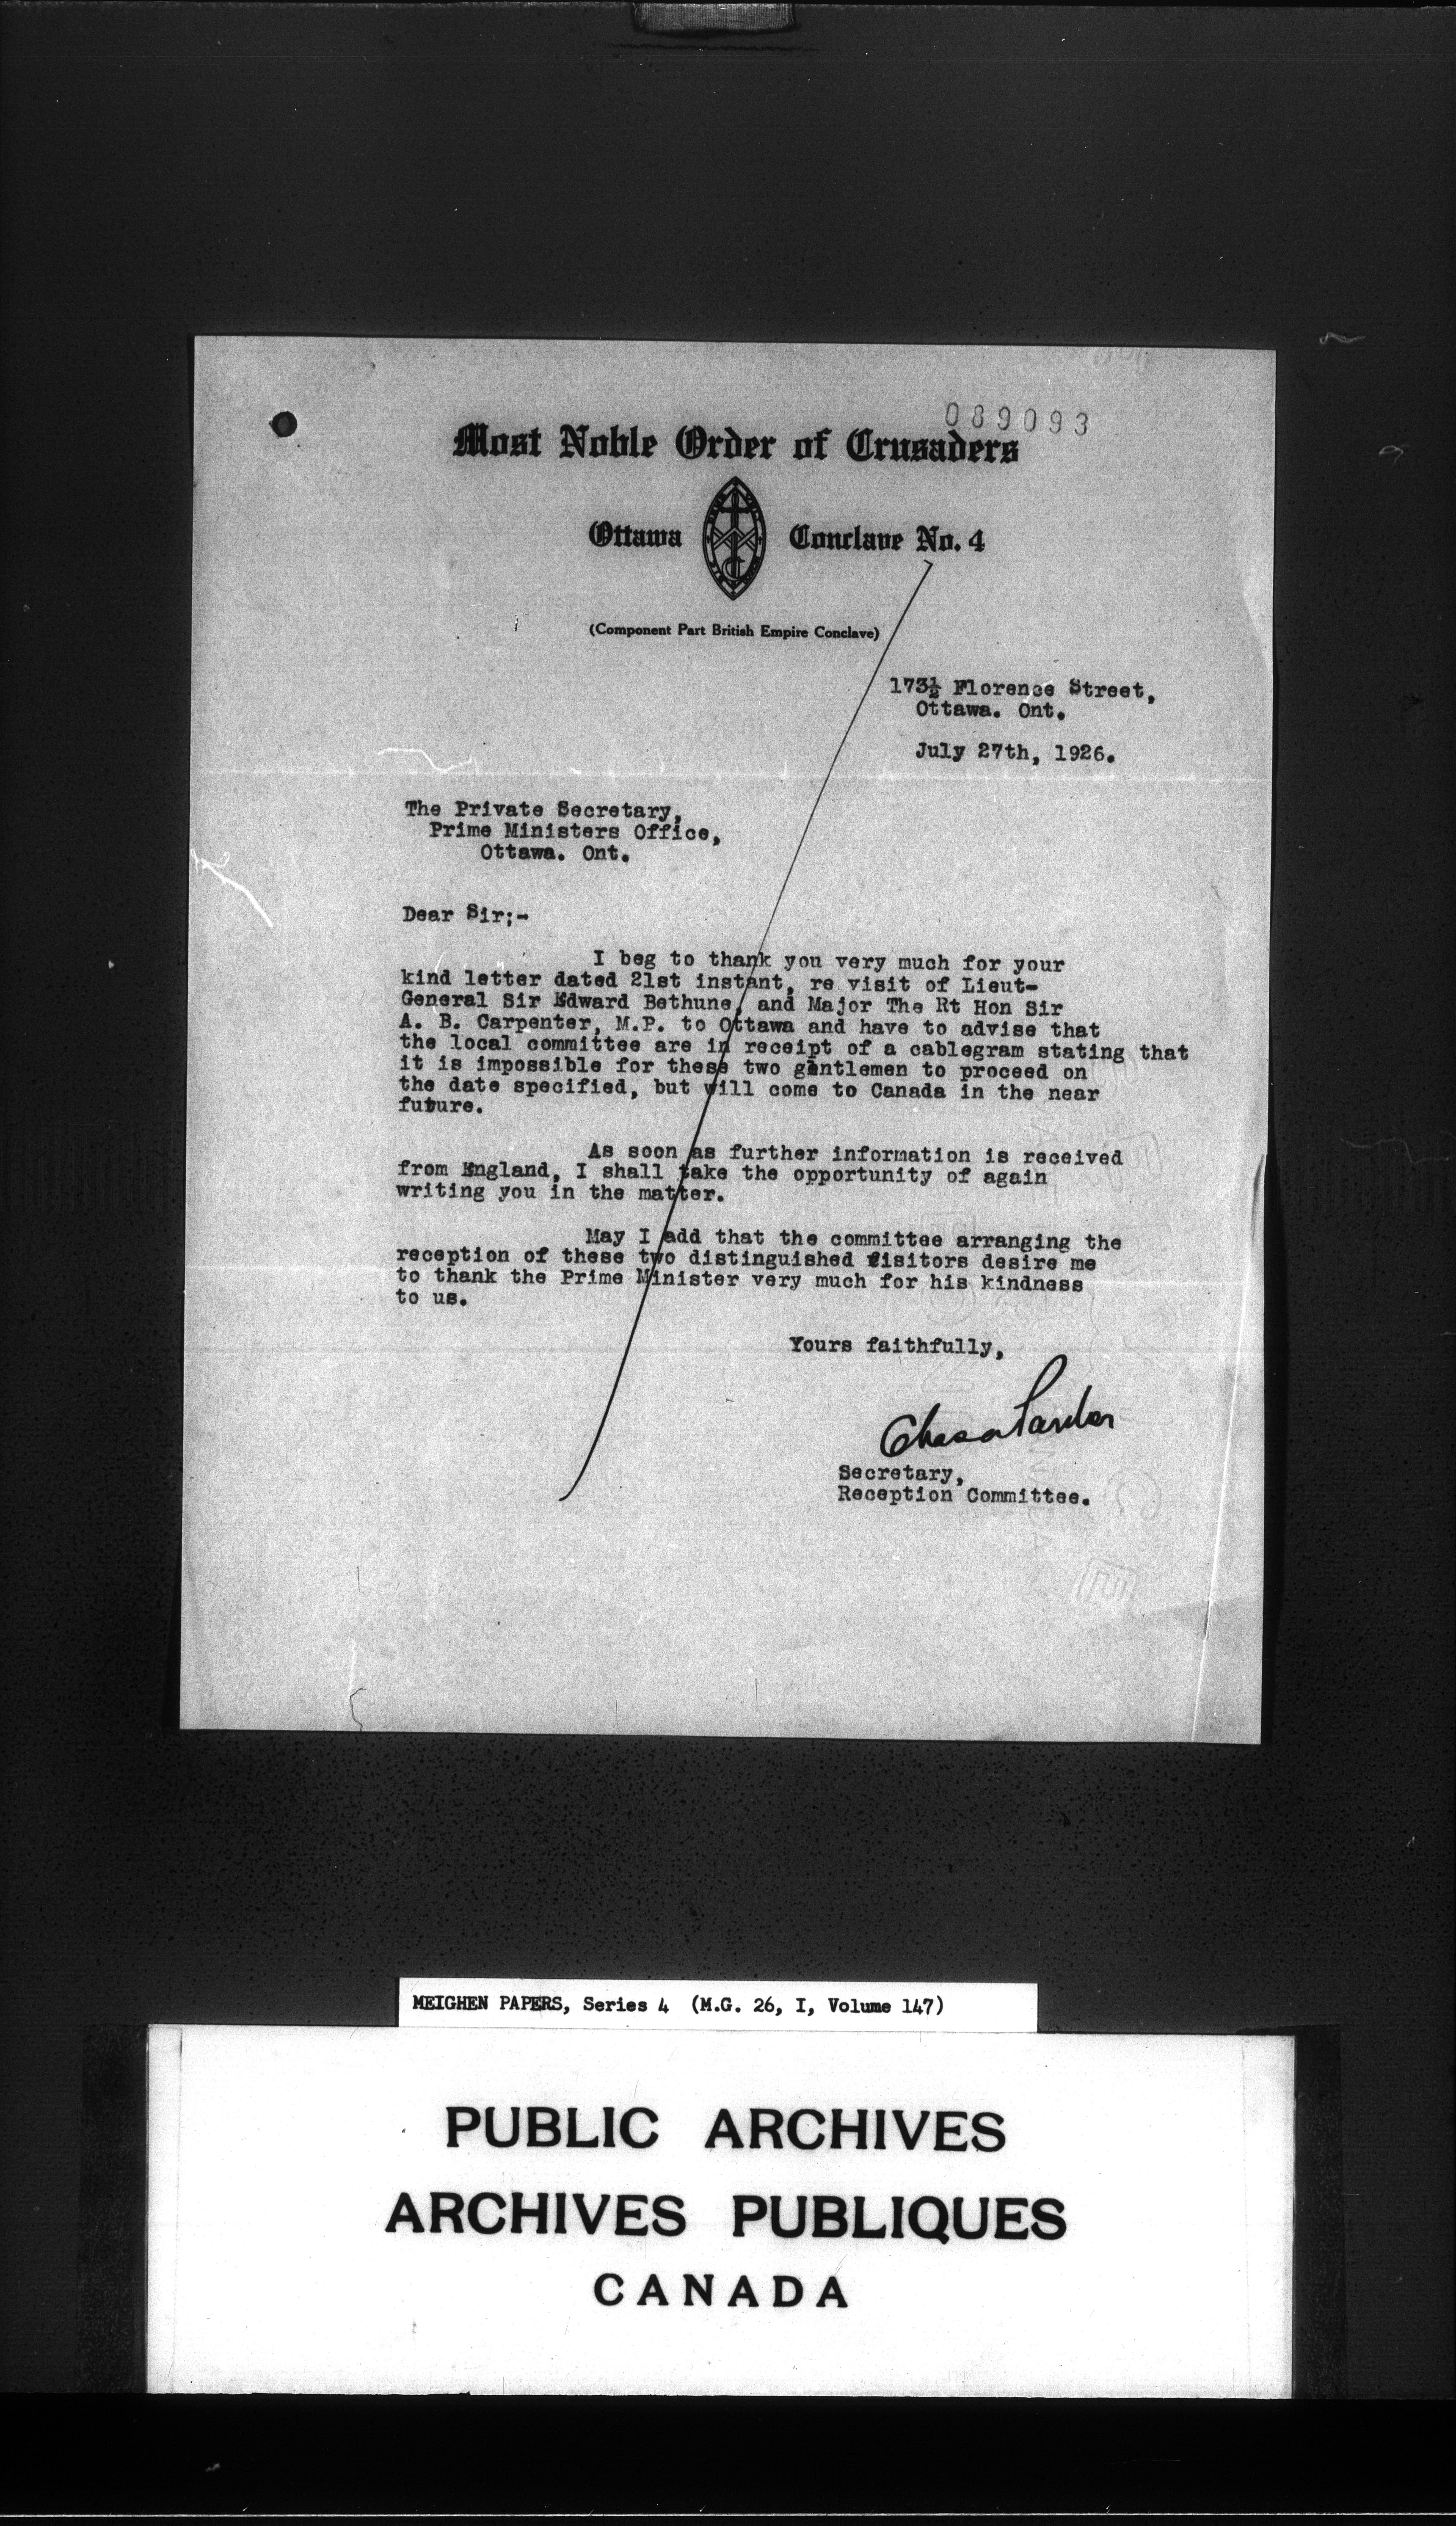 089093
Most Noble Order of Crusaders
Ottawa Conclave No. 4
(Component Part British Empire Conclave)
173½ Florence Street,
Ottawa. Ont.
July 27th, 1926.
The Private Secretary,
Prime Ministers Office,
Ottawa. Ont.
Dear Sir;-
I beg to thank you very much for your
kind letter dated 21st instant, re visit of Lieut-
General Sir Edward Bethune, and Major The Rt Hon Sir
A. B. Carpenter, M.P. to Ottawa and have to advise that
the local committee are in receipt of a cablegram stating that
it is impossible for these two gentlemen to proceed on
the date specified, but will come to Canada in the near
future.
As soon as further information is received
from England, I shall take the opportunity of again
writing you in the matter.
May I add that the committee arranging the
reception of these two distinguished visitors desire me
to thank the Prime Minister very much for his kindness
to us.
Yours faithfully,
Secretary,
Reception Committee.
MEIGHEN PAPERS, Series 4 (M.G. 26, I, Volume 147)
PUBLIC ARCHIVES
ARCHIVES PUBLIQUES
CANADA